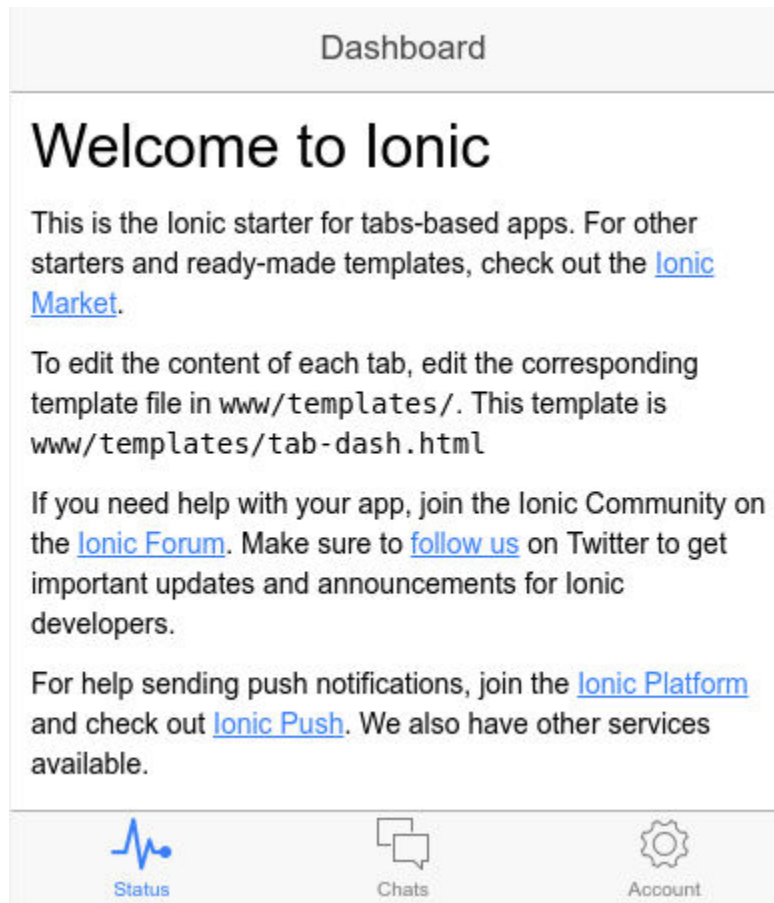 Dashboard
Welcome to Ionic
This is the Ionic starter for tabs-based apps. For other
starters and ready-made templates, check out the Ionic
Market.
To edit the content of each tab, edit the corresponding
template file in www/templates/. This template is
www/templates/tab-dash.html
If you need help with your app, join the Ionic Community on
the Ionic Forum. Make sure to follow us on Twitter to get
important updates and announcements for Ionic
developers.
For help sending push notifications, join the Ionic Platform
and check out Ionic Push. We also have other services
available.
Status Chats Account